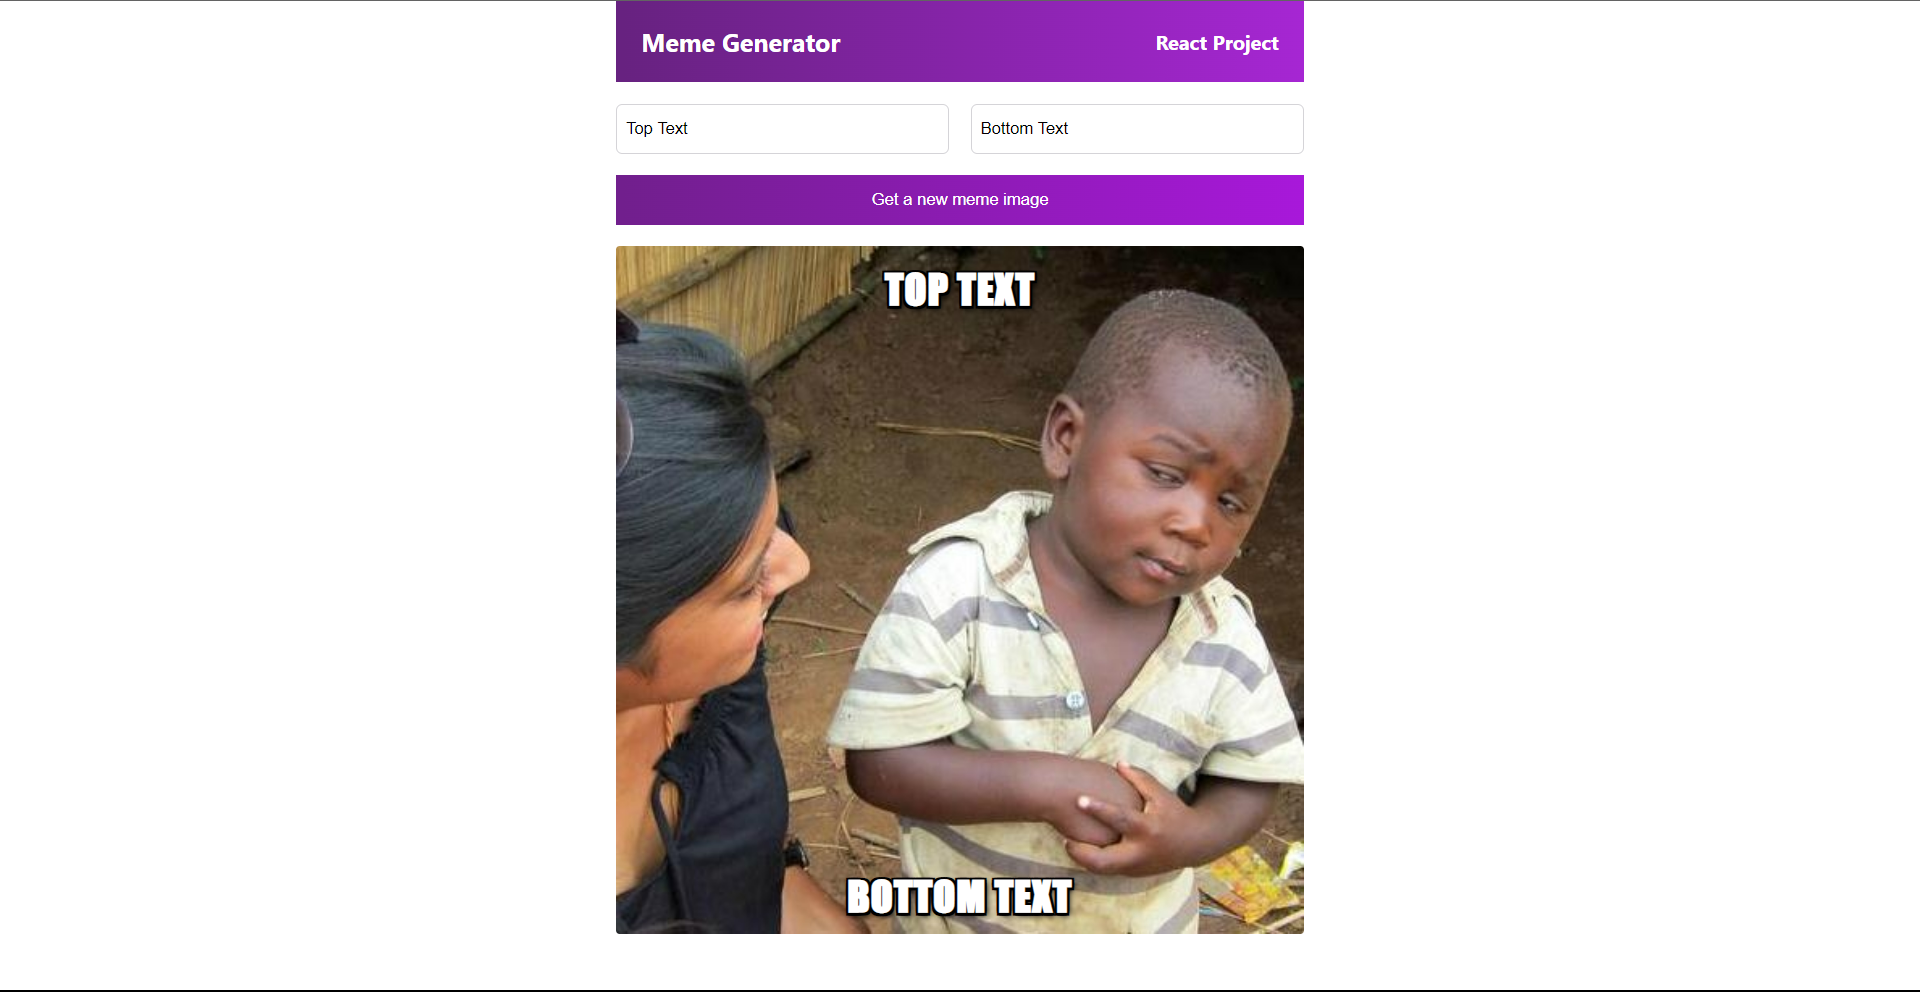 Meme Generator
React Project
Top Text
Bottom Text
Get a new meme image
TOP TEXT
BOTTOM TEXT